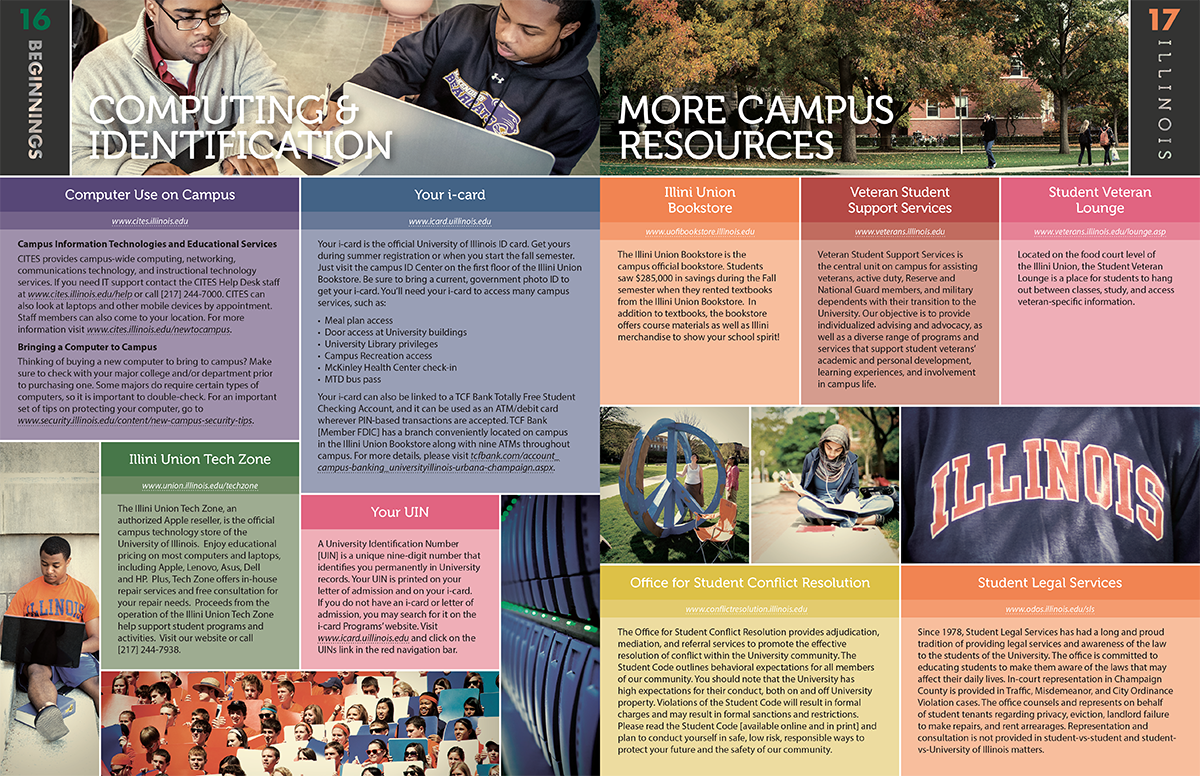 16
BEGINNINGS
COMPUTING &
IDENTIFICATION
Computer Use on Campus
www.cites.illinois.edu
Campus Information Technologies and Educational Services
CITES provides campus-wide computing, networking,
communications technology, and instructional technology
services. If you need IT support contact the CITES Help Desk staff
at www.cites.illinois.edu/help or call [217] 244-7000. CITES can
also look at laptops and other mobile devices by appointment.
Staff members can also come to your location. For more
information visit www.cites.illinois.edu/newtocampus.
Bringing a Computer to Campus
Thinking of buying a new computer to bring to campus? Make
sure to check with your major college and/or department prior
to purchasing one. Some majors do require certain types of
computers, so it is important to double-check. For an important
set of tips on protecting your computer, go to
www.security.illinois.edu/content/new-campus-security-tips.
Your i-card
www.icard.uillinois.edu
Your i-card is the official University of Illinois ID card. Get yours
during summer registration or when you start the fall semester.
Just visit the campus ID Center on the first floor of the Illini Union
Bookstore. Be sure to bring a current, government photo ID to
get your i-card. You'll need your i-card to access many campus
services, such as:
• Meal plan access
• Door access at University buildings
• University Library privileges
• Campus Recreation access
• McKinley Health Center check-in
• MTD bus pass
Your i-card can also be linked to a TCF Bank Totally Free Student
Checking Account, and it can be used as an ATM/debit card
wherever PIN-based transactions are accepted. TCF Bank
[Member FDIC] has a branch conveniently located on campus
in the Illini Union Bookstore along with nine ATMs throughout
campus. For more details, please visit tcfbank.com/account_
campus-banking_universityillinois-urbana-champaign.aspx.
Illini Union Tech Zone
www.union.illinois.edu/techzone
The Illini Union Tech Zone, an
authorized Apple reseller, is the official
campus technology store of the
University of Illinois. Enjoy educational
pricing on most computers and laptops,
including Apple, Lenovo, Asus, Dell
and HP. Plus, Tech Zone offers in-house
repair services and free consultation for
your repair needs. Proceeds from the
operation of the Illini Union Tech Zone
help support student programs and
activities. Visit our website or call
[217] 244-7938.
Your UIN
A University Identification Number
[UIN] is a unique nine-digit number that
identifies you permanently in University
records. Your UIN is printed on your
letter of admission and on your i-card.
If you do not have an i-card or letter of
admission, you may search for it on the
i-card Programs' website. Visit
www.icard.uillinois.edu and click on the
UINs link in the red navigation bar.
ILLINOIS
17
ILLINOIS
MORE CAMPUS
RESOURCES
Illini Union
Bookstore
www.uofibookstore.illinois.edu
The Illini Union Bookstore is the
campus official bookstore. Students
saw $285,000 in savings during the Fall
semester when they rented textbooks
from the Illini Union Bookstore. In
addition to textbooks, the bookstore
offers course materials as well as Illini
merchandise to show your school spirit!
Veteran Student
Support Services
www.veterans.illinois.edu
Veteran Student Support Services is
the central unit on campus for assisting
veterans, active duty, Reserve and
National Guard members, and military
dependents with their transition to the
University. Our objective is to provide
individualized advising and advocacy, as
well as a diverse range of programs and
services that support student veterans'
academic and personal development,
learning experiences, and involvement
in campus life.
Student Veteran
Lounge
www.veterans.illinois.edu/lounge.asp
Located on the food court level of
the Illini Union, the Student Veteran
Lounge is a place for students to hang
out between classes, study, and access
veteran-specific information.
ILLINOIS
Office for Student Conflict Resolution
www.conflictresolution.illinois.edu
The Office for Student Conflict Resolution provides adjudication,
mediation, and referral services to promote the effective
resolution of conflict within the University community. The
Student Code outlines behavioral expectations for all members
of our community. You should note that the University has
high expectations for their conduct, both on and off University
property. Violations of the Student Code will result in formal
charges and may result in formal sanctions and restrictions.
Please read the Student Code [available online and in print] and
plan to conduct yourself in safe, low risk, responsible ways to
protect your future and the safety of our community.
Student Legal Services
www.odos.illinois.edu/sls
Since 1978, Student Legal Services has had a long and proud
tradition of providing legal services and awareness of the law
to the students of the University. The office is committed to
educating students to make them aware of the laws that may
affect their daily lives. In-court representation in Champaign
County is provided in Traffic, Misdemeanor, and City Ordinance
Violation cases. The office counsels and represents on behalf
of student tenants regarding privacy, eviction, landlord failure
to make repairs, and rent arrearages. Representation and
consultation is not provided in student-vs-student and student-
vs-University of Illinois matters.